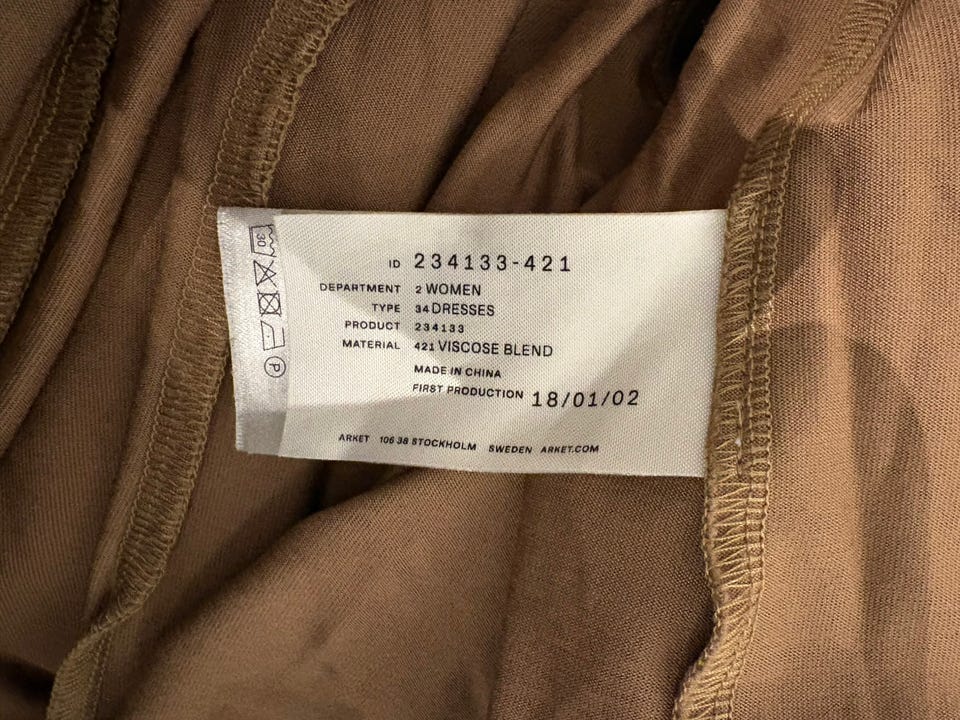 ID 234133-421
DEPARTMENT 2 WOMEN
TYPE 34 DRESSES
PRODUCT 234133
MATERIAL 421 VISCOSE BLEND
MADE IN CHINA
FIRST PRODUCTION 18/01/02
ARKET 106 38 STOCKHOLM SWEDEN ARKET.COM
30
P